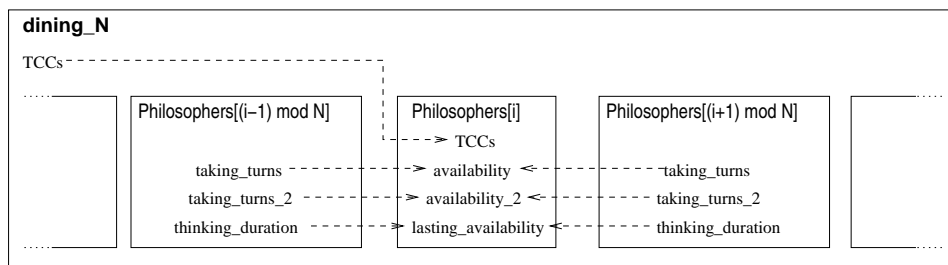 dining_N
TCCs
Philosophers[(i−1) mod N] Philosophers[i] Philosophers[(i+1) mod N]
TCCs
taking_turns availability taking_turns
taking_turns_2 availability_2 taking_turns_2
thinking_duration lasting_availability thinking_duration